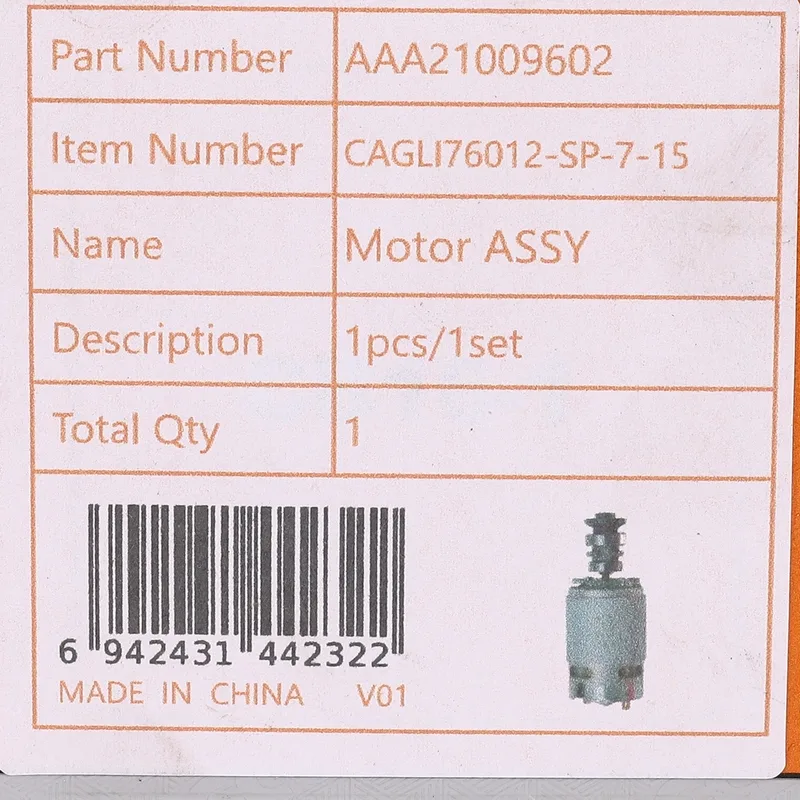 Part Number AAA21009602
Item Number CAGLI76012-SP-7-15
Name Motor ASSY
Description 1pcs/1set
Total Qty 1
6 942431 442322
MADE IN CHINA V01